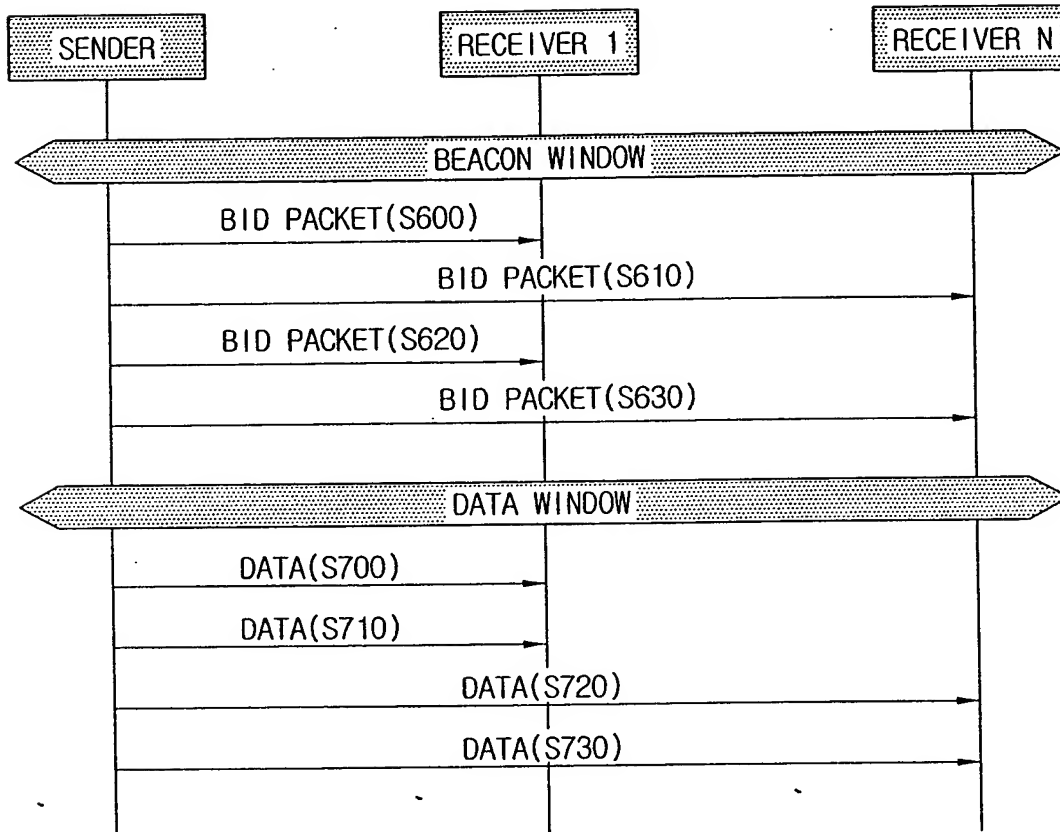 SENDER
RECEIVER 1
RECEIVER N
BEACON WINDOW
BID PACKET(S600)
BID PACKET(S610)
BID PACKET(S620)
BID PACKET(S630)
DATA WINDOW
DATA(S700)
DATA(S710)
DATA(S720)
DATA(S730)